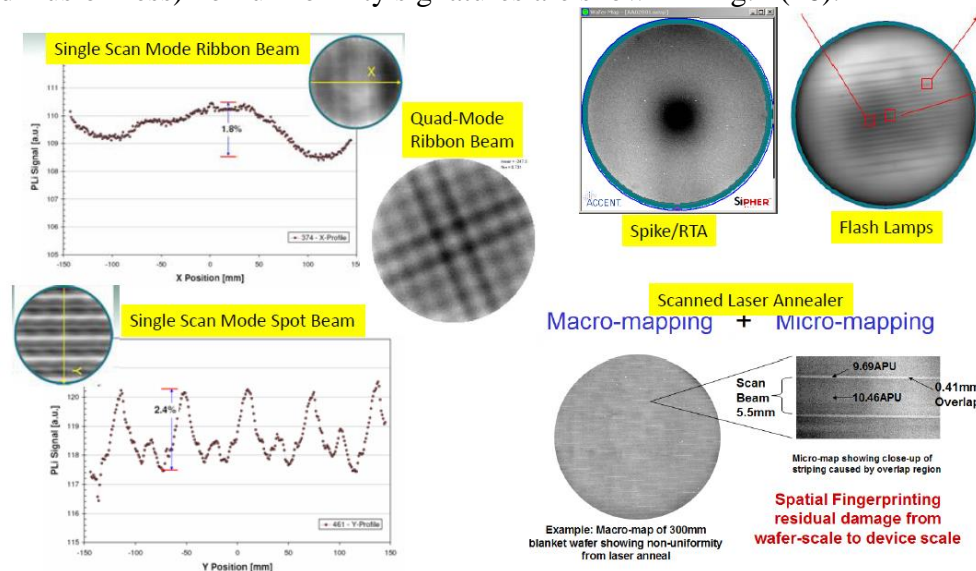 Single Scan Mode Ribbon Beam
X
111
110
109
108
107
106
105
PLi Signal [a.u.]
1.8%
374 - X-Profile
-150
-100
-50
0
50
100
X Position [mm]
Quad-Mode
Ribbon Beam
ACCENT
SiPHER
Spike/RTA
Flash Lamps
Single Scan Mode Spot Beam
Y
120
119
118
117
116
115
PLi Signal [a.u.]
2.4%
461 - Y-Profile
-150
-100
-50
0
50
100
150
Y Position [mm]
Scanned Laser Annealer
Macro-mapping + Micro-mapping
Scan
Beam
5.5mm
9.69APU
10.46APU
0.41mm
Overlap
Micro-map showing close-up of
striping caused by overlap region
Example: Macro-map of 300mm
blanket wafer showing non-uniformity
from laser anneal
Spatial Fingerprinting
residual damage from
wafer-scale to device scale